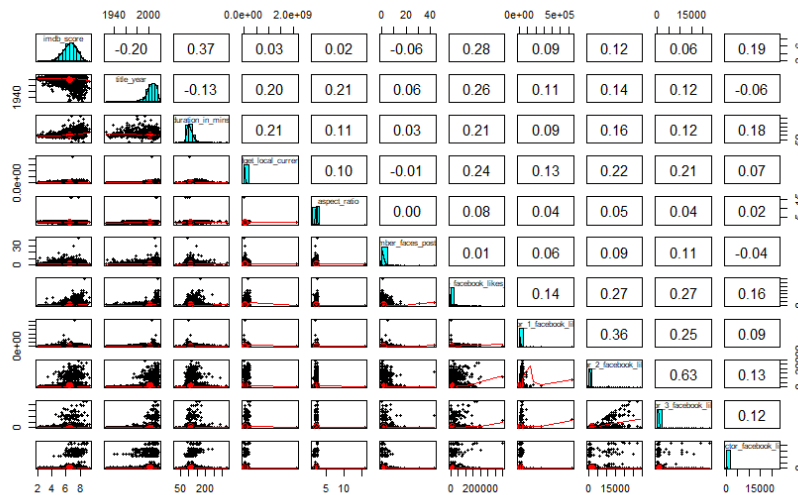 1940 2000 0.0e+00 2.0e+09 0 20 40 0e+00 5e+05 0 15000
imdb_score -0.20 0.37 0.03 0.02 -0.06 0.28 0.09 0.12 0.06 0.19
1940 title_year -0.13 0.20 0.21 0.06 0.26 0.11 0.14 0.12 -0.06
uration_in_mins 0.21 0.11 0.03 0.21 0.09 0.16 0.12 0.18
0.0e+00 get_local_curren 0.10 -0.01 0.24 0.13 0.22 0.21 0.07
aspect_ratio 0.00 0.08 0.04 0.05 0.04 0.02
0 30 mber_faces_post 0.01 0.06 0.09 0.11 -0.04
facebook_likes 0.14 0.27 0.27 0.16
0e+00 r_1_facebook_li 0.36 0.25 0.09
r_2_facebook_li 0.63 0.13
0 r_3_facebook_li 0.12
ctor_facebook_li
2 4 6 8 50 200 5 10 0 200000 0 15000 0 15000